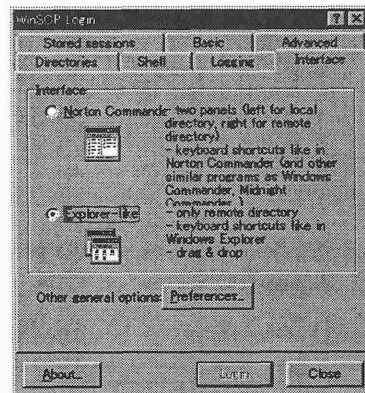 WinSCP Login
Stored sessions Basic Advanced
Directories Shell Logging Interface
Interface
Norton Commande - two panels (left for local
directory, right for remote
directory)
- keyboard shortcuts like in
Norton Commander (and other
similar programs as Windows
Commander, Midnight
Commander )
Explorer-like - only remote directory
- keyboard shortcuts like in
Windows Explorer
- drag & drop
Other general options: Preferences...
About... Login Close